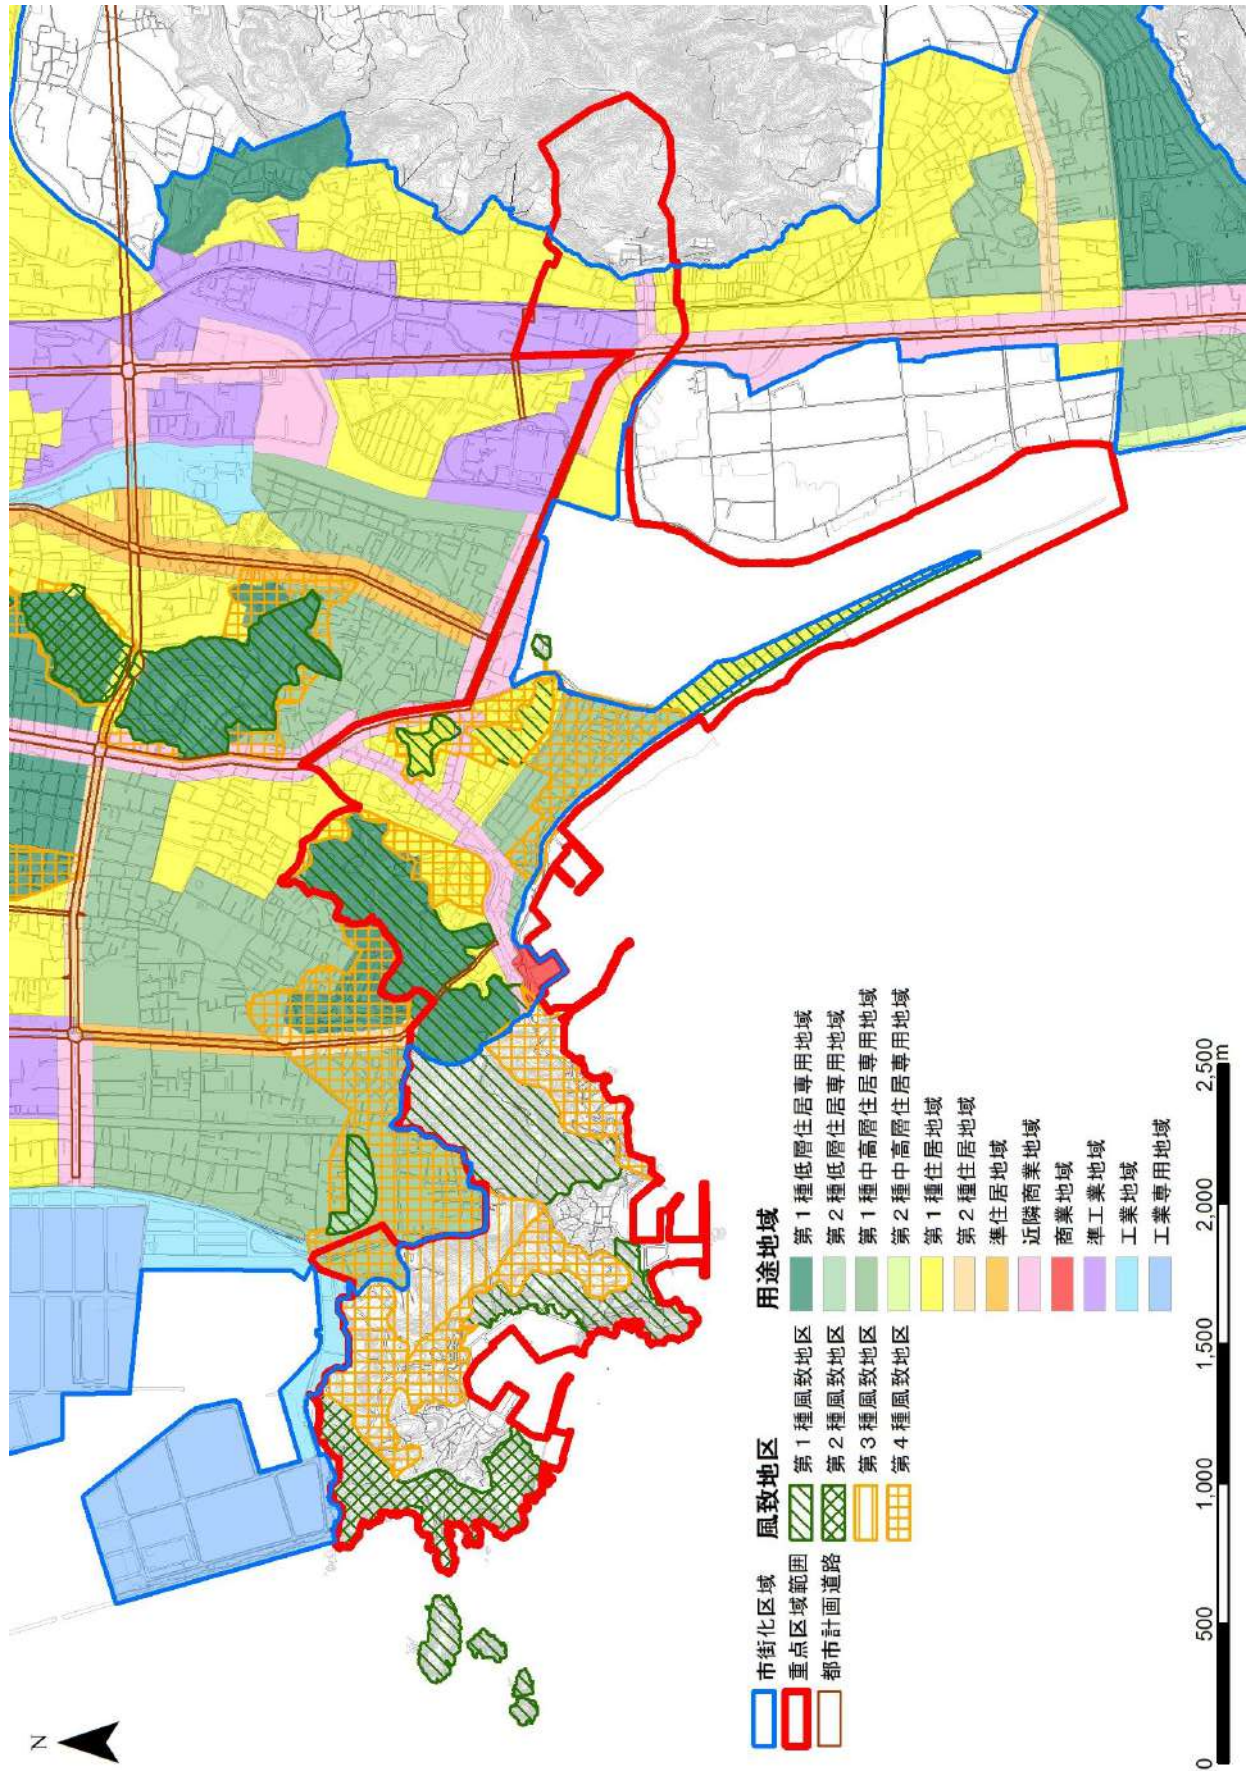 N
市街化区域
重点区域範囲
都市計画道路
風致地区
第1種風致地区
第2種風致地区
第3種風致地区
第4種風致地区
用途地域
第1種低層住居専用地域
第2種低層住居専用地域
第1種中高層住居専用地域
第2種中高層住居専用地域
第1種住居地域
第2種住居地域
準住居地域
近隣商業地域
商業地域
準工業地域
工業地域
工業専用地域
0 500 1,000 1,500 2,000 2,500 m